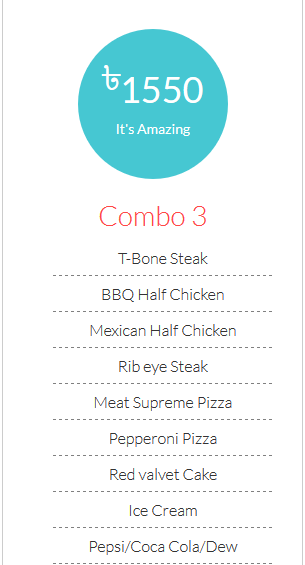 ৳1550
It's Amazing
Combo 3
T-Bone Steak
BBQ Half Chicken
Mexican Half Chicken
Rib eye Steak
Meat Supreme Pizza
Pepperoni Pizza
Red valvet Cake
Ice Cream
Pepsi/Coca Cola/Dew